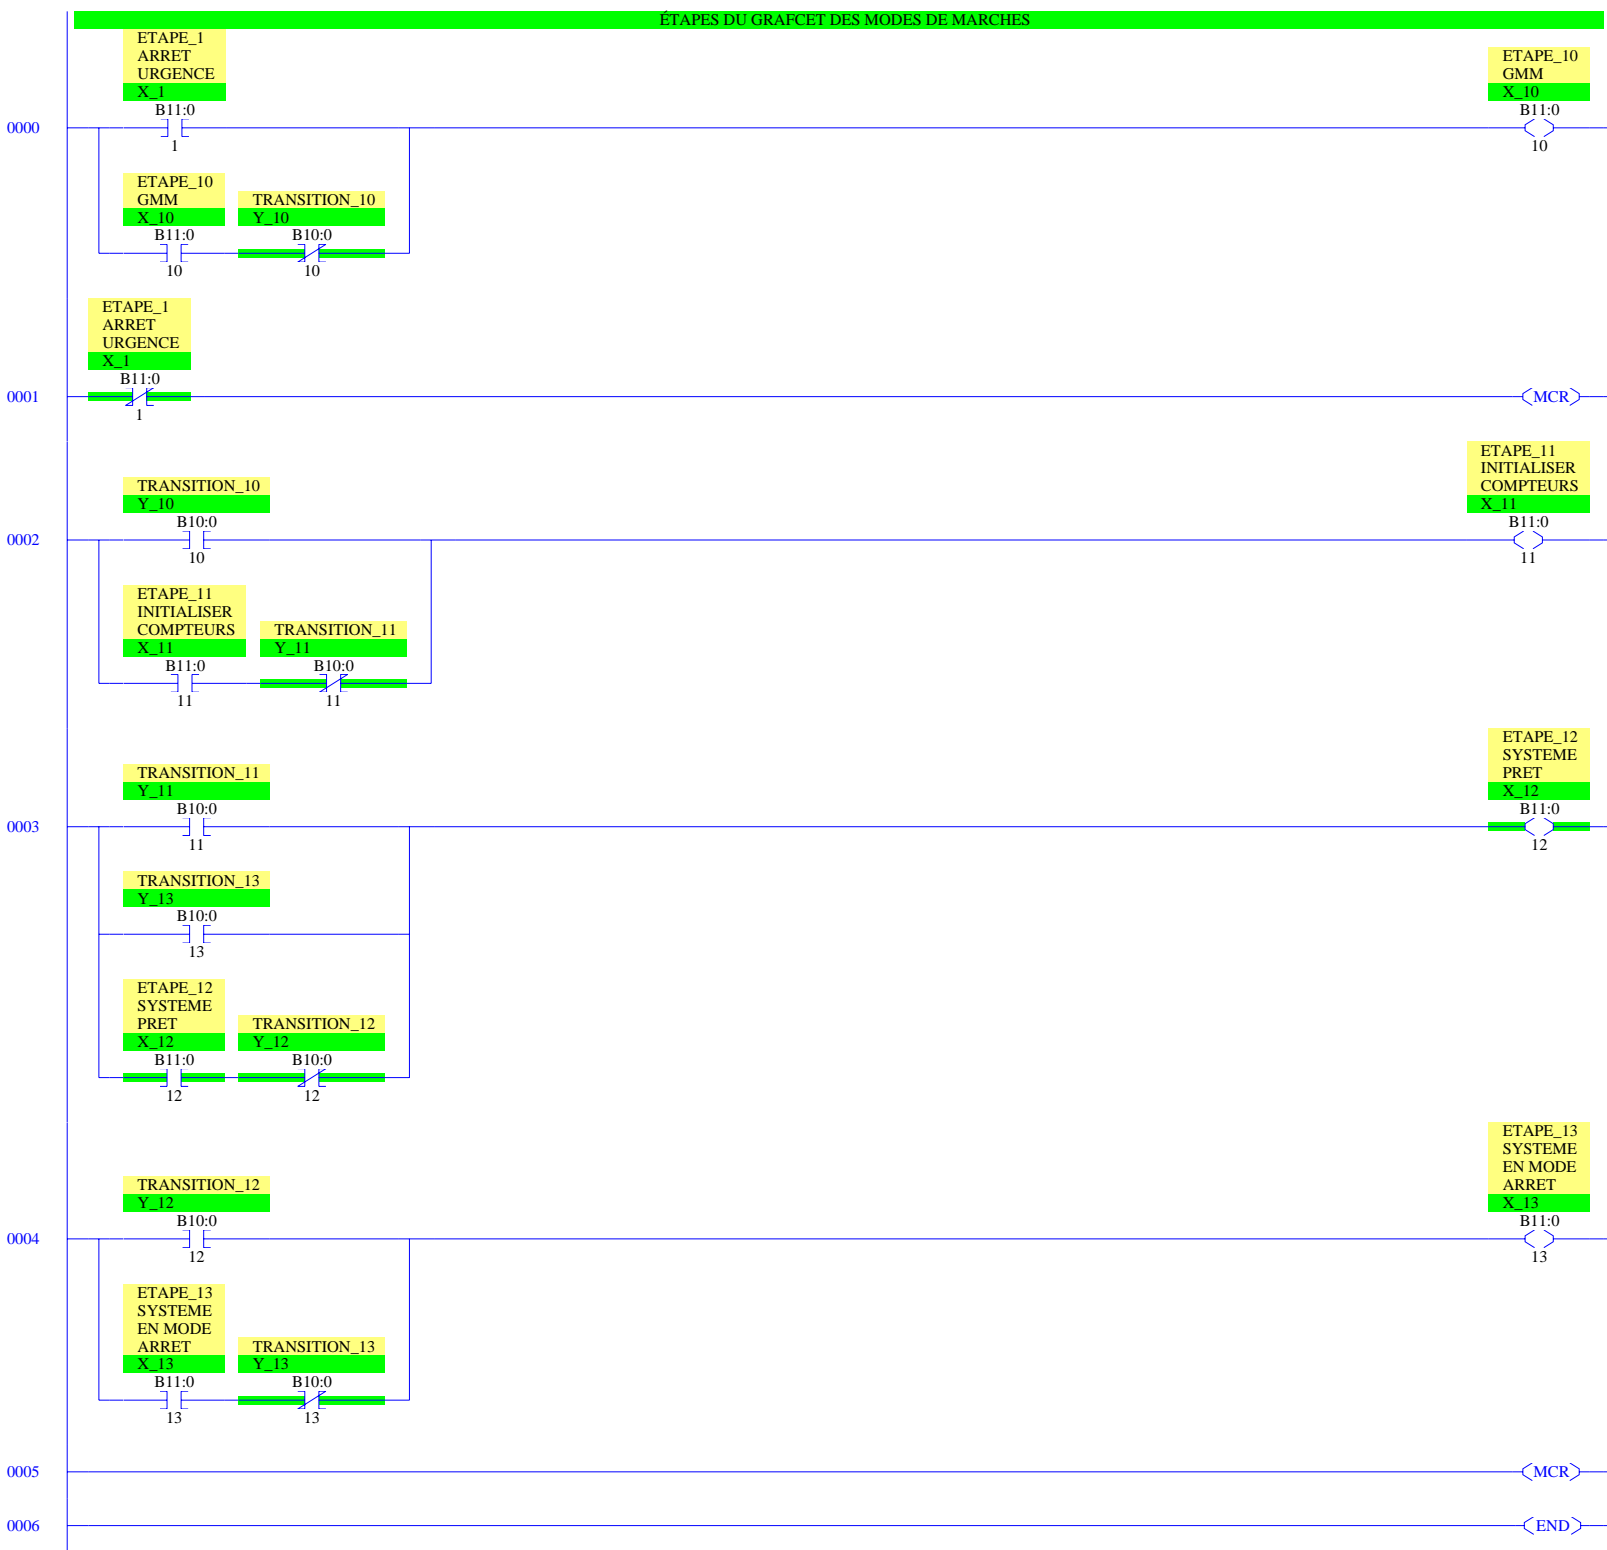 ÉTAPES DU GRAFCET DES MODES DE MARCHES
ETAPE_1
ARRET
URGENCE
X_1
B11:0
1
ETAPE_10
GMM
X_10
B11:0
10
0000
ETAPE_10
GMM
X_10
B11:0
10
TRANSITION_10
Y_10
B10:0
10
ETAPE_1
ARRET
URGENCE
X_1
B11:0
1
0001
MCR
TRANSITION_10
Y_10
B10:0
10
ETAPE_11
INITIALISER
COMPTEURS
X_11
B11:0
11
0002
ETAPE_11
INITIALISER
COMPTEURS
X_11
B11:0
11
TRANSITION_11
Y_11
B10:0
11
TRANSITION_11
Y_11
B10:0
11
ETAPE_12
SYSTEME
PRET
X_12
B11:0
12
0003
TRANSITION_13
Y_13
B10:0
13
ETAPE_12
SYSTEME
PRET
X_12
B11:0
12
TRANSITION_12
Y_12
B10:0
12
TRANSITION_12
Y_12
B10:0
12
ETAPE_13
SYSTEME
EN MODE
ARRET
X_13
B11:0
13
0004
ETAPE_13
SYSTEME
EN MODE
ARRET
X_13
B11:0
13
TRANSITION_13
Y_13
B10:0
13
0005
MCR
0006
END